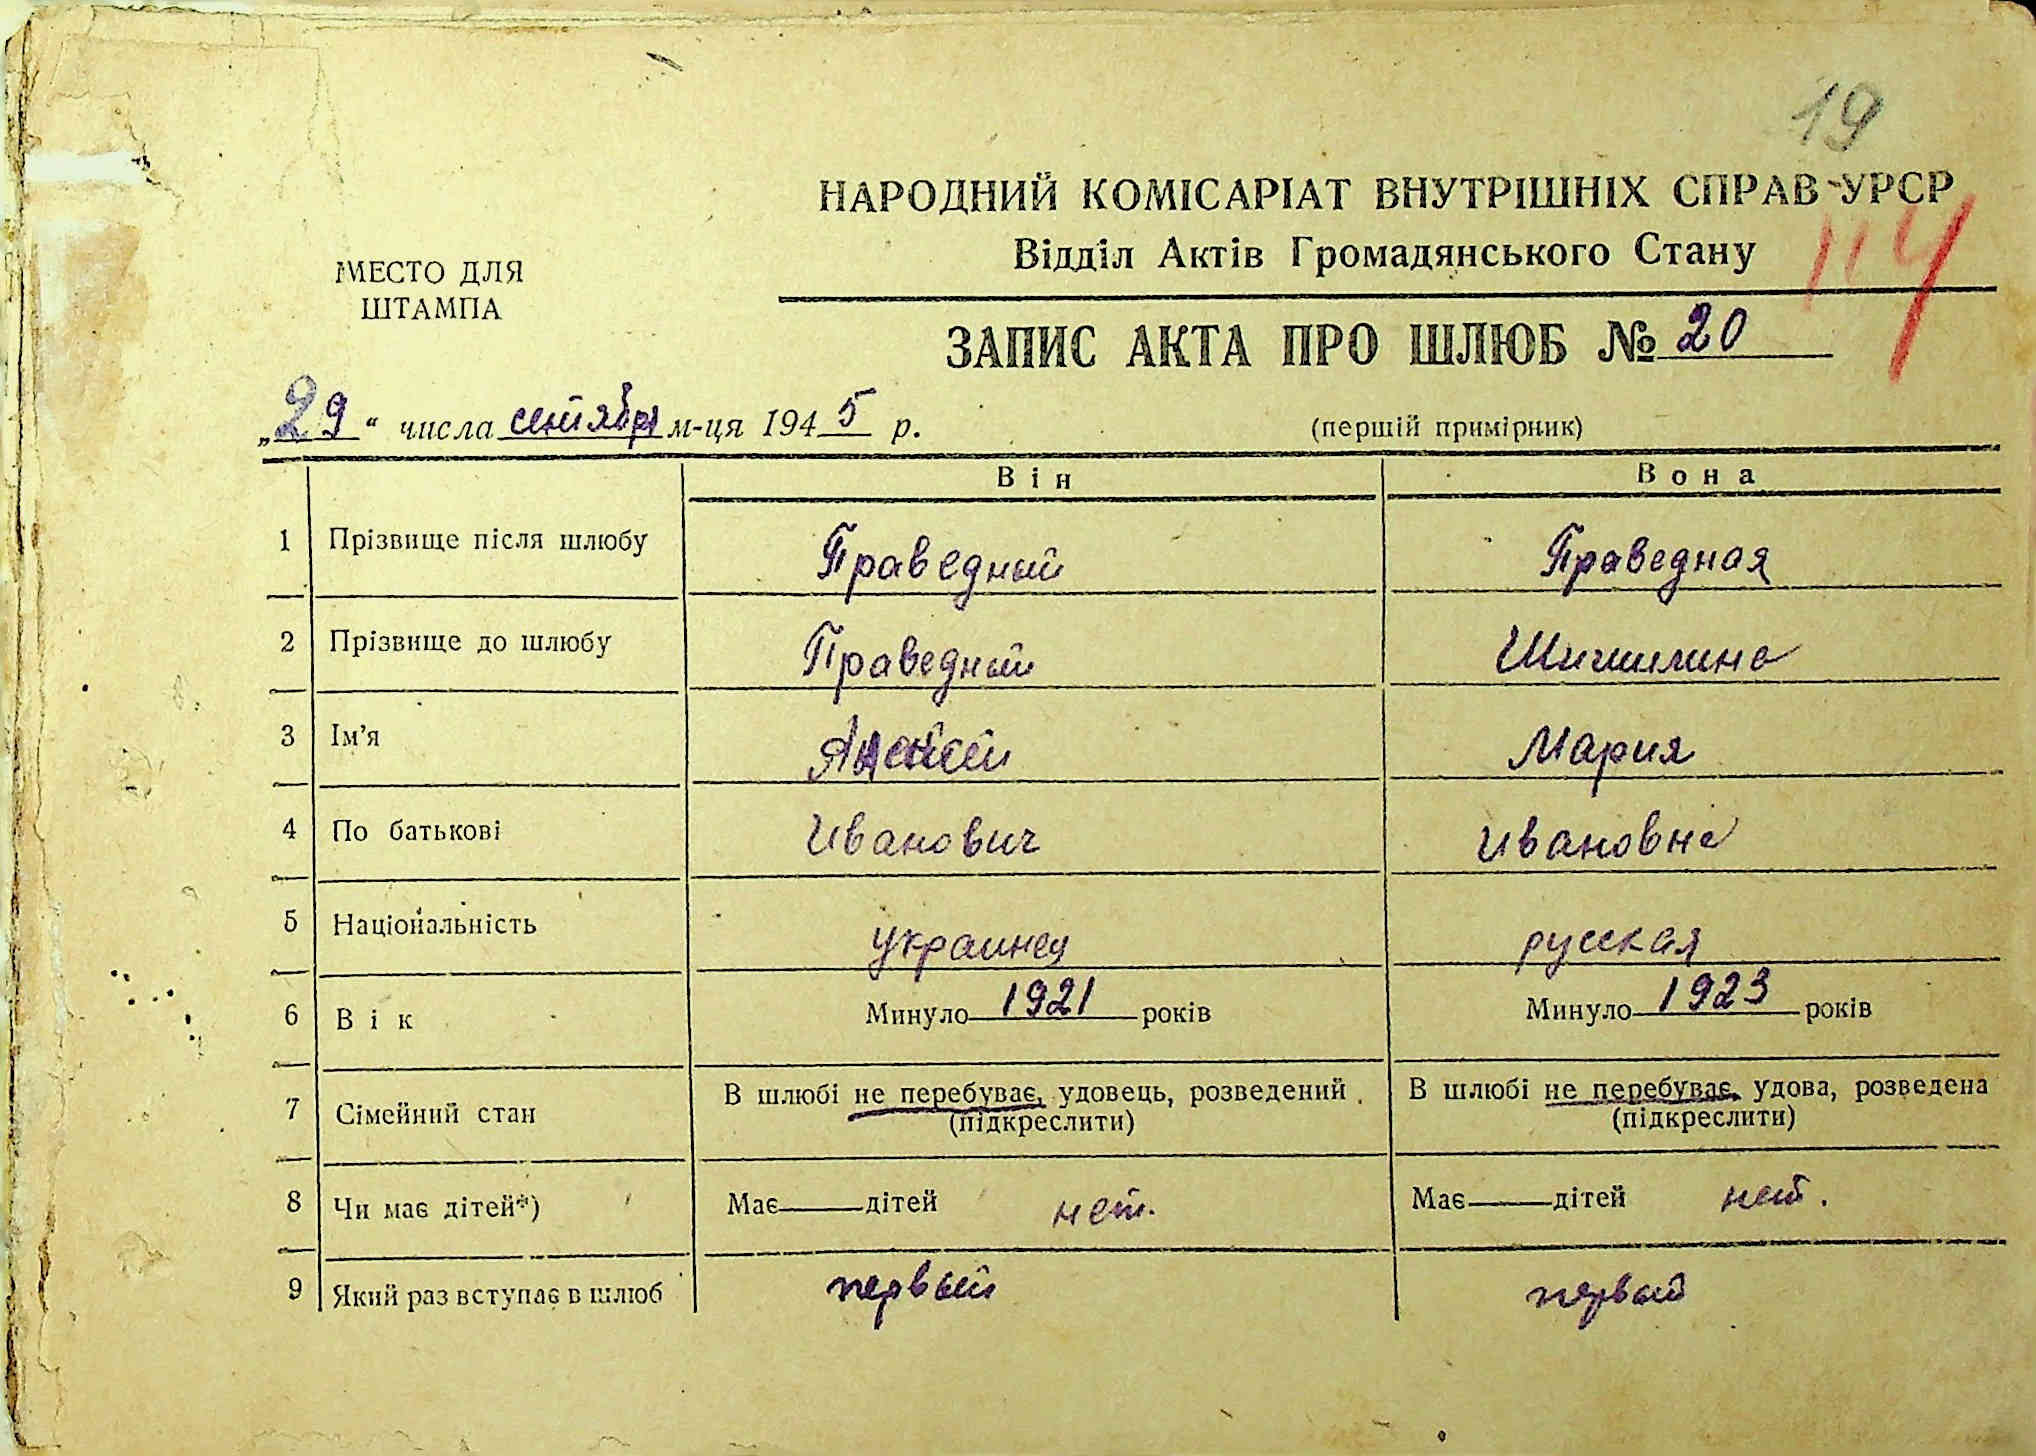 19
НАРОДНИЙ КОМІСАРІАТ ВНУТРІШНІХ СПРАВ УРСР
Відділ Актів Громадянського Стану
114
МЕСТО ДЛЯ
ШТАМПА
ЗАПИС АКТА ПРО ШЛЮБ № 20
„29“ числа сентября м-ця 1945 р.
(першій примірник)
Він Вона
1 Прізвище після шлюбу Праведный Праведная
2 Прізвище до шлюбу Праведный
3 Ім'я Алексей Мария
4 По батькові Иванович Ивановна
5 Національність украинец русская
6 Вік Минуло 1921 років Минуло 1923 років
7 Сімейний стан В шлюбі не перебуває, удовець, розведений В шлюбі не перебуває, удова, розведена
(підкреслити) (підкреслити)
8 Чи має дітей*) Має дітей нет. Має дітей нет.
9 Який раз вступає в шлюб первый первый